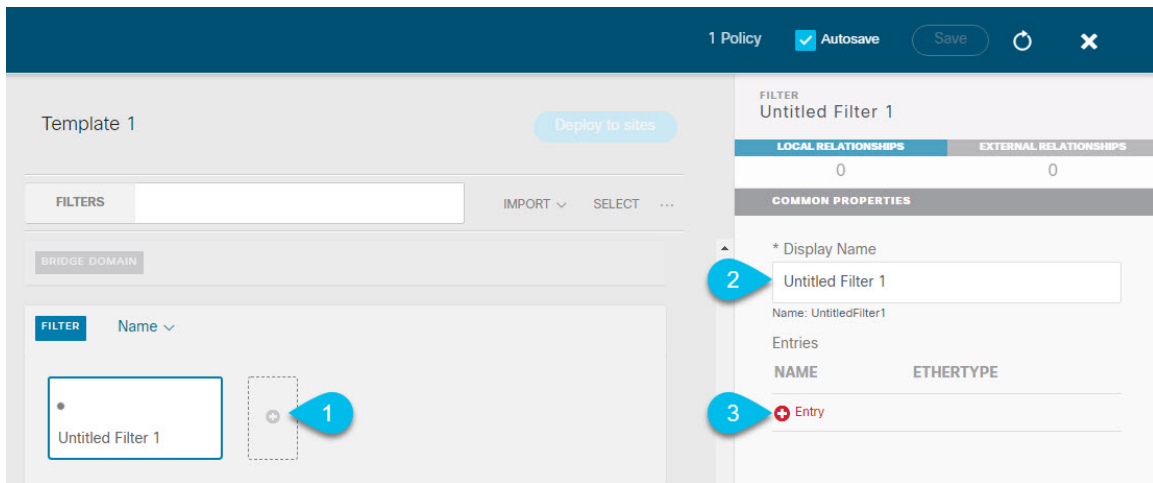 1 Policy
Autosave
Save
Template 1
Deploy to sites
FILTERS
IMPORT
SELECT
...
BRIDGE DOMAIN
FILTER
Name
Untitled Filter 1
1
FILTER
Untitled Filter 1
LOCAL RELATIONSHIPS
EXTERNAL RELATIONSHIPS
0
0
COMMON PROPERTIES
* Display Name
2
Untitled Filter 1
Name: UntitledFilter1
Entries
NAME
ETHERTYPE
3
Entry